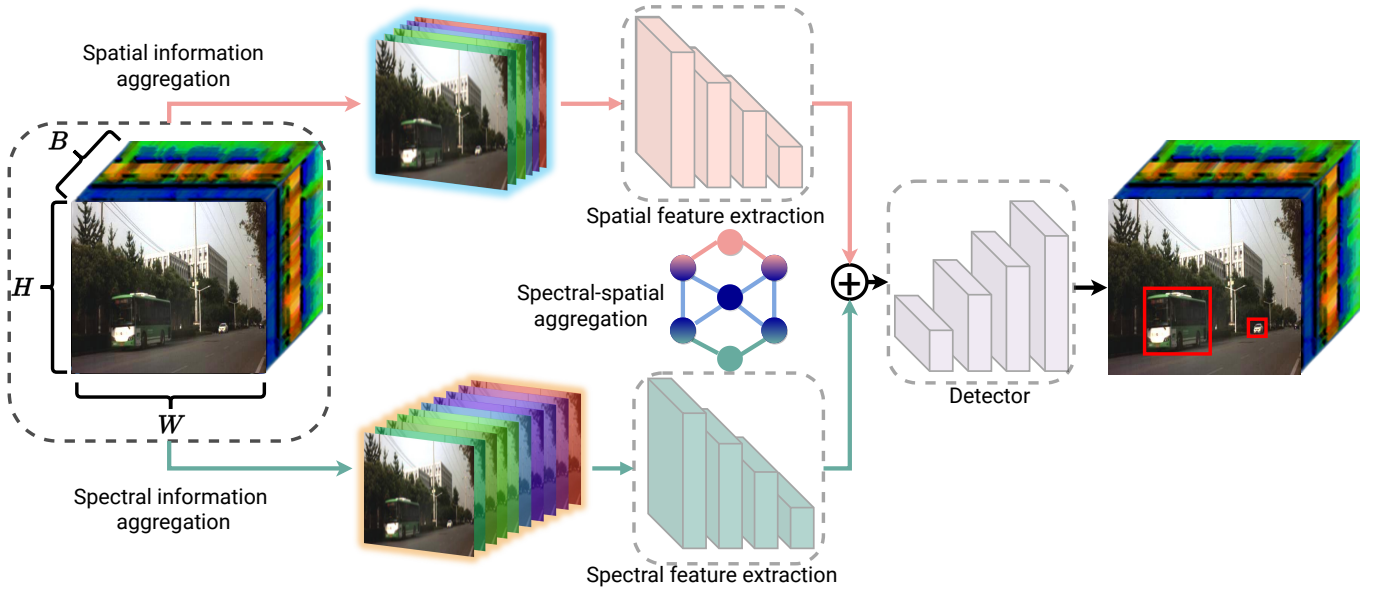 Spatial information
aggregation
B
H
W
Spectral information
aggregation
Spatial feature extraction
Spectral-spatial
aggregation
Spectral feature extraction
+
Detector